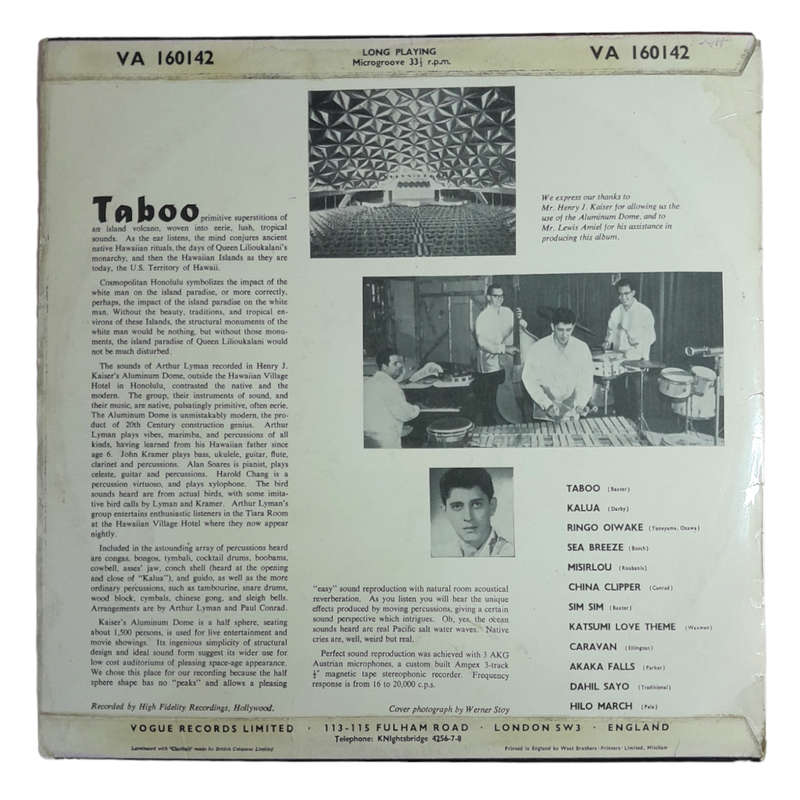 VA 160142
LONG PLAYING
Microgroove 33⅓ r.p.m.
VA 160142
We express our thanks to
Mr. Henry J. Kaiser for allowing us the
use of the Aluminum Dome, and to
Mr. Lewis Amiel for his assistance in
producing this album.
Taboo primitive superstitions of
an island volcano, woven into eerie, lush, tropical
sounds. As the ear listens, the mind conjures ancient
native Hawaiian rituals, the days of Queen Lilioukalani's
monarchy, and then the Hawaiian Islands as they are
today, the U.S. Territory of Hawaii.
Cosmopolitan Honolulu symbolizes the impact of the
white man on the island paradise, or more correctly,
perhaps, the impact of the island paradise on the white
man. Without the beauty, traditions, and tropical en-
virons of these Islands, the structural monuments of the
white man would be nothing, but without those monu-
ments, the island paradise of Queen Lilioukalani would
not be much disturbed.
The sounds of Arthur Lyman recorded in Henry J.
Kaiser's Aluminum Dome, outside the Hawaiian Village
Hotel in Honolulu, contrasted the native and the
modern. The group, their instruments of sound, and
their music, are native, pulsatingly primitive, often eerie.
The Aluminum Dome is unmistakably modern, the pro-
duct of 20th Century construction genius. Arthur
Lyman plays vibes, marimba, and percussions of all
kinds, having learned from his Hawaiian father since
age 6. John Kramer plays bass, ukulele, guitar, flute,
clarinet and percussions. Alan Soares is pianist, plays
celeste, guitar and percussions. Harold Chang is a
percussion virtuoso, and plays xylophone. The bird
sounds heard are from actual birds, with some imita-
tive bird calls by Lyman and Kramer. Arthur Lyman's
group entertains enthusiastic listeners in the Tiara Room
at the Hawaiian Village Hotel where they now appear
nightly.
Included in the astounding array of percussions heard
are congas, bongos, tymbali, cocktail drums, boobams,
cowbell, asses' jaw, conch shell (heard at the opening
and close of "Kalua"), and guido, as well as the more
ordinary percussions, such as tambourine, snare drums,
wood block, cymbals, chinese gong, and sleigh bells.
Arrangements are by Arthur Lyman and Paul Conrad.
Kaiser's Aluminum Dome is a half sphere, seating
about 1,500 persons, is used for live entertainment and
movie showings. Its ingenious simplicity of structural
design and ideal sound form suggest its wider use for
low cost auditoriums of pleasing space-age appearance.
We chose this place for our recording because the half
sphere shape has no "peaks" and allows a pleasing
"easy" sound reproduction with natural room acoustical
reverberation. As you listen you will hear the unique
effects produced by moving percussions, giving a certain
sound perspective which intrigues. Oh, yes, the ocean
sounds heard are real Pacific salt water waves. Native
cries are, well, weird but real.
Perfect sound reproduction was achieved with 3 AKG
Austrian microphones, a custom built Ampex 3-track
½" magnetic tape stereophonic recorder. Frequency
response is from 16 to 20,000 c.p.s.
TABOO (Baxter)
KALUA (Darby)
RINGO OIWAKE (Yoneyama, Ozawa)
SEA BREEZE (Booth)
MISIRLOU (Roubanis)
CHINA CLIPPER (Conrad)
SIM SIM (Baxter)
KATSUMI LOVE THEME (Waxman)
CARAVAN (Ellington)
AKAKA FALLS (Parker)
DAHIL SAYO (Traditional)
HILO MARCH (Pele)
Recorded by High Fidelity Recordings, Hollywood.
Cover photograph by Werner Stoy
VOGUE RECORDS LIMITED · 113-115 FULHAM ROAD · LONDON SW3 · ENGLAND
Telephone: KNIghtsbridge 4256-7-8
Laminated with 'Clarifoil' made by British Celanese Limited
Printed in England by West Brothers Printers Limited, Mitcham